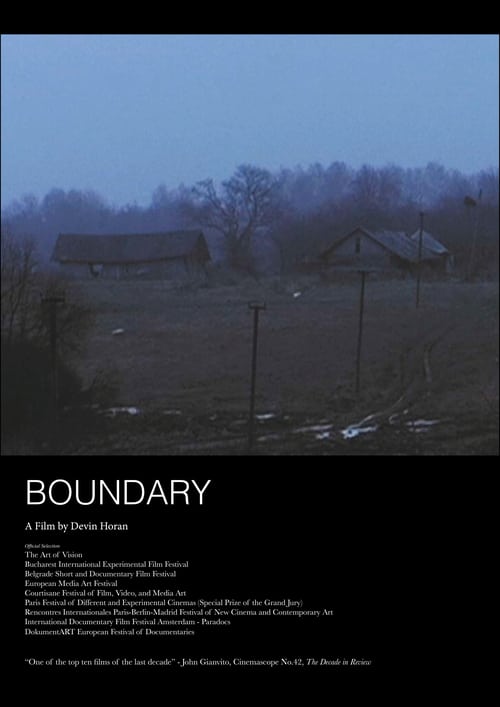 BOUNDARY
A Film by Devin Horan
Official Selection
The Art of Vision
Bucharest International Experimental Film Festival
Belgrade Short and Documentary Film Festival
European Media Art Festival
Courtisane Festival of Film, Video, and Media Art
Paris Festival of Different and Experimental Cinemas (Special Prize of the Grand Jury)
Rencontres Internationales Paris-Berlin-Madrid Festival of New Cinema and Contemporary Art
International Documentary Film Festival Amsterdam - Paradocs
DokumentART European Festival of Documentaries
“One of the top ten films of the last decade” - John Gianvito, Cinemascope No.42, The Decade in Review